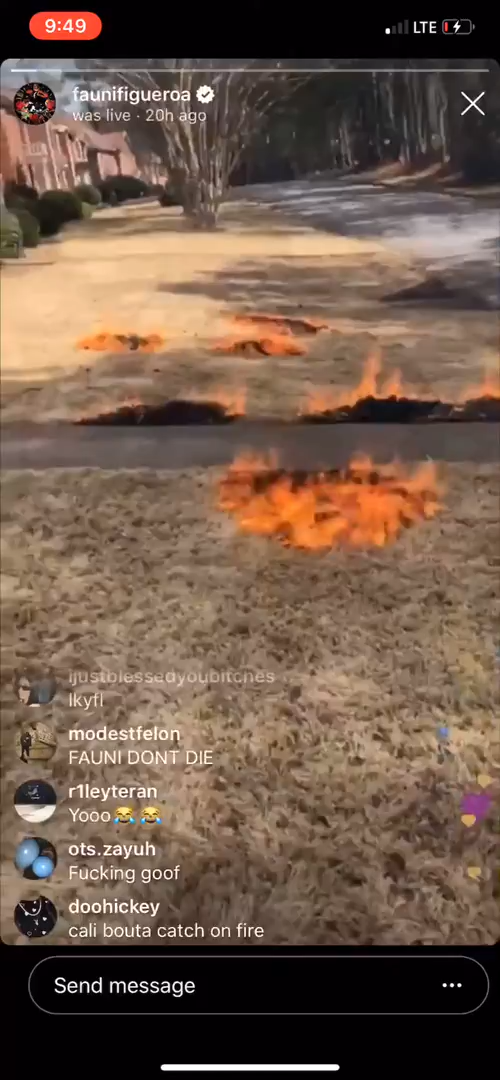 9:49
LTE
faunifigueroa
was live · 20h ago
ijustblessedyoubitches
Ikyfl
modestfelon
FAUNI DONT DIE
r1leyteran
Yooo😂😂
ots.zayuh
Fucking goof
doohickey
cali bouta catch on fire
Send message